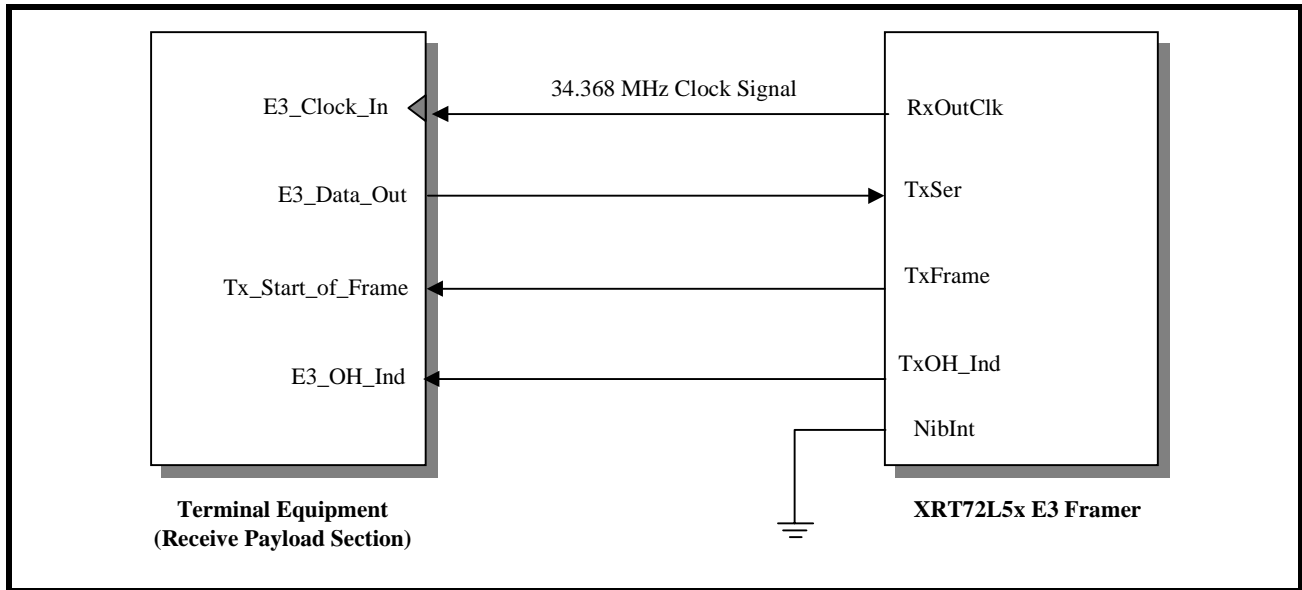 34.368 MHz Clock Signal
E3_Clock_In
RxOutClk
E3_Data_Out
TxSer
Tx_Start_of_Frame
TxFrame
E3_OH_Ind
TxOH_Ind
NibInt
Terminal Equipment
(Receive Payload Section)
XRT72L5x E3 Framer